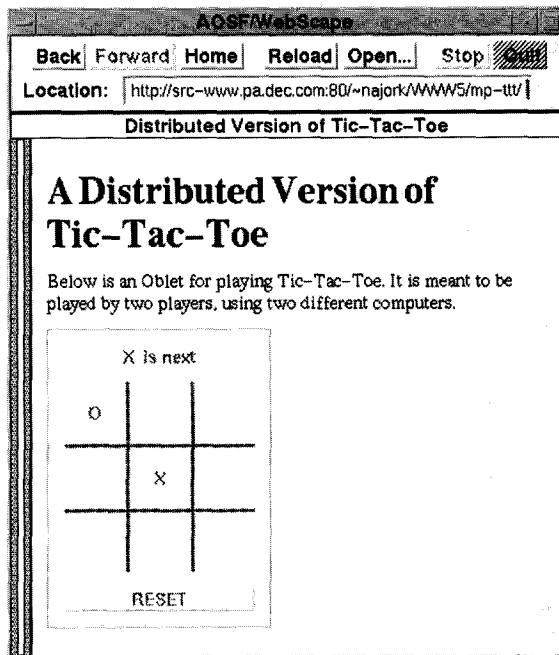 AOSF/WebScape
Back Forward Home Reload Open... Stop Quit
Location: http://src-www.pa.dec.com:80/~najork/WWW5/mp-ttt/
Distributed Version of Tic-Tac-Toe
A Distributed Version of
Tic-Tac-Toe
Below is an Oblet for playing Tic-Tac-Toe. It is meant to be
played by two players, using two different computers.
X is next
O
X
RESET